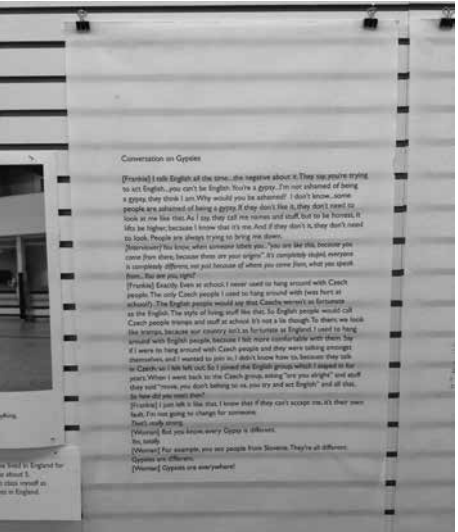 Conversation on Gypsies
[Frankie] I talk English all the time...the negative about it. They say, you're trying
to act English...you can't be English. You're a gypsy. I'm not ashamed of being
a gypsy, they think I am. Why would you be ashamed? I don't know...some
people are ashamed of being a gypsy. If they don't like it, they don't need to
look at me like that. As I say, they call me names and stuff, but to be honest, it
lifts be higher, because I know that it's me. And if they don't like it, they don't need
to look. People are always trying to bring me down.
[Interviewer] You know, when someone labels you.. "you are like this, because you
come from there, because these are your origins". It's completely stupid, everyone
is completely different, not just because of where you come from, what you speak
from... You are you, right?
[Frankie] Exactly. Even at school. I never used to hang around with Czech
people. The only Czech people I used to hang around with (was hurt at
school?) .The English people would say that Czechs weren't as fortunate
as the English. The style of living, stuff like that. So English people would call
Czech people tramps and stuff at school. It's not a lie though. To them, we look
like tramps, because our country isn't as fortunate as England. I used to hang
around with English people, because I felt more comfortable with them. Say
if I were to hang around with Czech people and they were talking amongst
themselves, and I wanted to join in, I didn't know how to, because they talk
in Czech, so I felt left out. So I joined the English group which I stayed in for
years. When I went back to the Czech group, asking "are you alright" and stuff
they said "move, you don't belong to us, you try and act English" and all that.
So how did you react then?
[Frankie] I just left it like that. I know that if they can't accept me, it's their own
fault. I'm not going to change for someone.
That's really strong.
[Woman] But you know, every Gypsy is different.
Yes, totally.
[Woman] For example, you see people from Slovenia. They're all different.
Gypsies are different.
[Woman] Gypsies are everywhere!
lived in England for
about 5.
class myself as
in England.